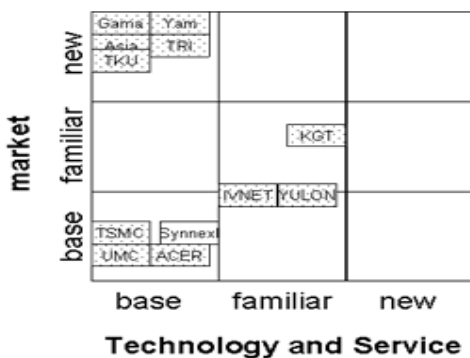 Gama Yam
Asia TRI
TKU
new
KGT
familiar
market
IVNET YULON
TSMC Synnex
UMC ACER
base
base familiar new
Technology and Service